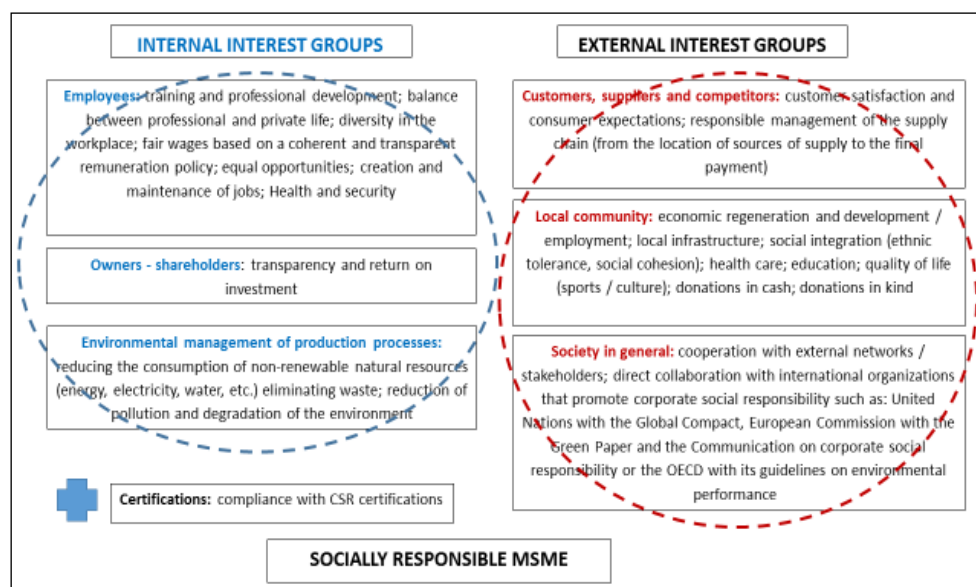 INTERNAL INTEREST GROUPS
Employees: training and professional development; balance
between professional and private life; diversity in the
workplace; fair wages based on a coherent and transparent
remuneration policy; equal opportunities; creation and
maintenance of jobs; Health and security
Owners - shareholders: transparency and return on
investment
Environmental management of production processes:
reducing the consumption of non-renewable natural resources
(energy, electricity, water, etc.) eliminating waste; reduction of
pollution and degradation of the environment
Certifications: compliance with CSR certifications
EXTERNAL INTEREST GROUPS
Customers, suppliers and competitors: customer satisfaction and
consumer expectations; responsible management of the supply
chain (from the location of sources of supply to the final
payment)
Local community: economic regeneration and development /
employment; local infrastructure; social integration (ethnic
tolerance, social cohesion); health care; education; quality of life
(sports / culture); donations in cash; donations in kind
Society in general: cooperation with external networks /
stakeholders; direct collaboration with international organizations
that promote corporate social responsibility such as: United
Nations with the Global Compact, European Commission with the
Green Paper and the Communication on corporate social
responsibility or the OECD with its guidelines on environmental
performance
SOCIALLY RESPONSIBLE MSME